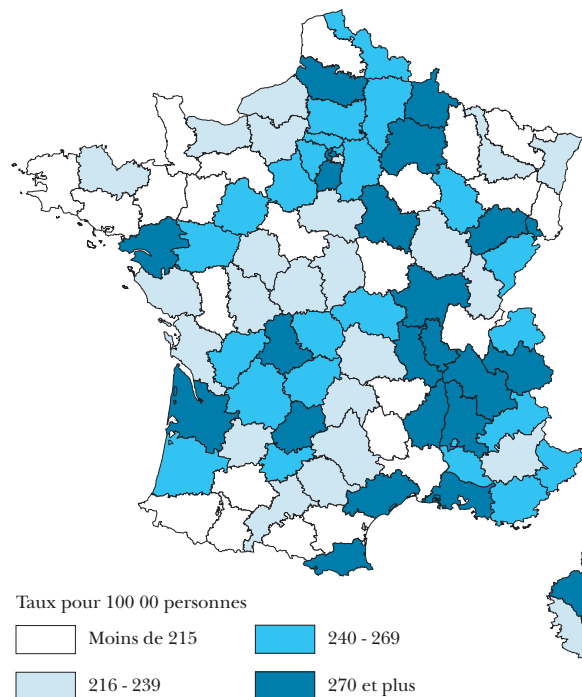 Taux pour 100 00 personnes
Moins de 215
240 - 269
216 - 239
270 et plus